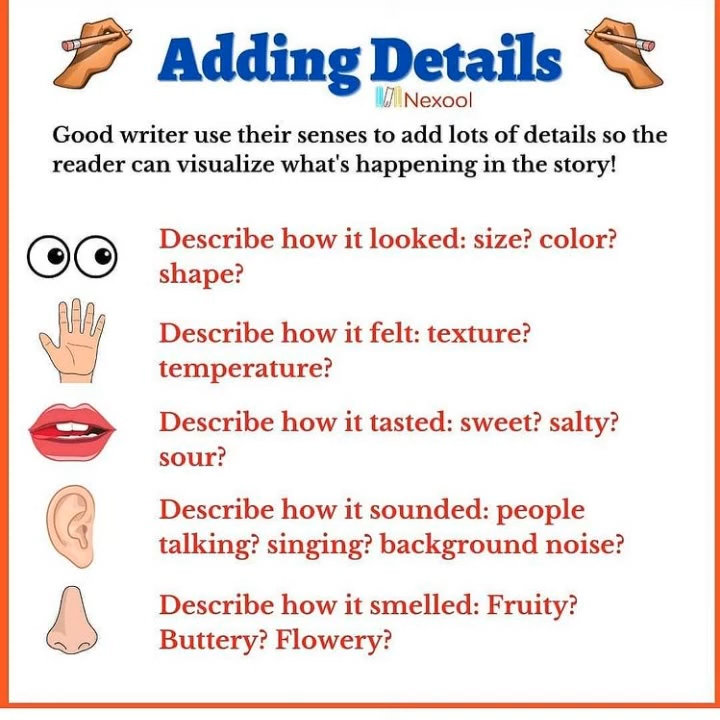 Adding Details
Nexool
Good writer use their senses to add lots of details so the
reader can visualize what's happening in the story!
Describe how it looked: size? color?
shape?
Describe how it felt: texture?
temperature?
Describe how it tasted: sweet? salty?
sour?
Describe how it sounded: people
talking? singing? background noise?
Describe how it smelled: Fruity?
Buttery? Flowery?